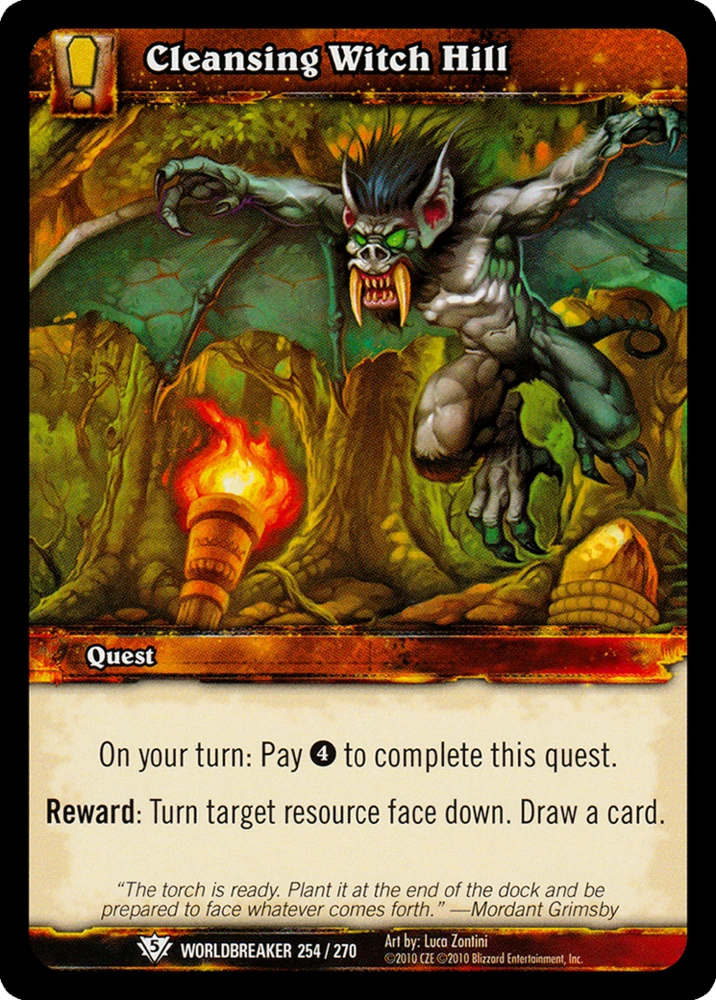 Cleansing Witch Hill
Quest
On your turn: Pay 4 to complete this quest.
Reward: Turn target resource face down. Draw a card.
“The torch is ready. Plant it at the end of the dock and be
prepared to face whatever comes forth.” —Mordant Grimsby
5 WORLDBREAKER 254 / 270
Art by: Luca Zontini
©2010 CZE ©2010 Blizzard Entertainment, Inc.